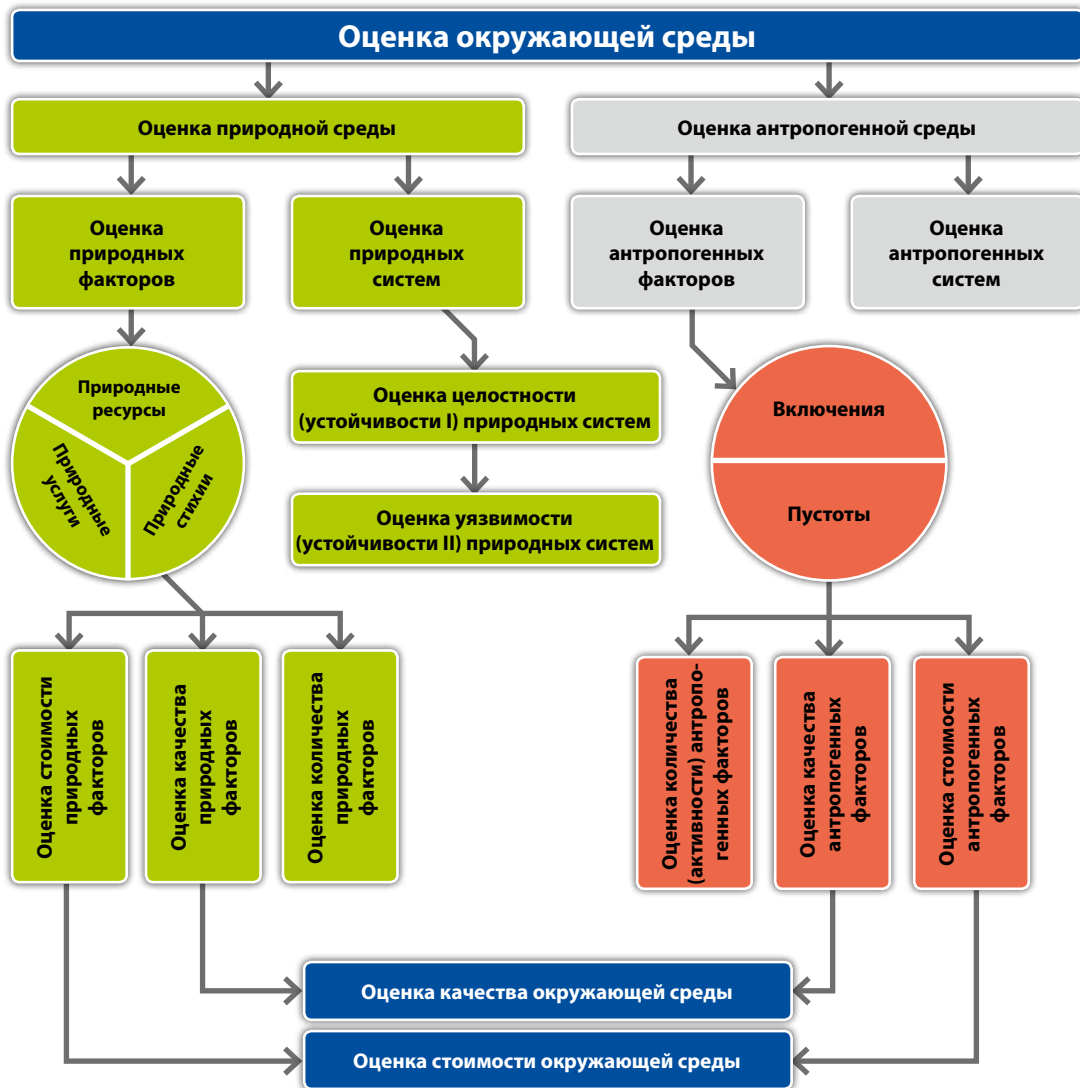 Оценка окружающей среды
Оценка природной среды
Оценка антропогенной среды
Оценка
природных
факторов
Оценка
природных
систем
Оценка
антропогенных
факторов
Оценка
антропогенных
систем
Природные
ресурсы
Природные
услуги
Природные
стихии
Оценка целостности
(устойчивости I) природных систем
Оценка уязвимости
(устойчивости II) природных систем
Включения
Пустоты
Оценка стоимости
природных
факторов
Оценка качества
природных
факторов
Оценка количества
природных
факторов
Оценка количества
(активности) антропо-
генных факторов
Оценка качества
антропогенных
факторов
Оценка стоимости
антропогенных
факторов
Оценка качества окружающей среды
Оценка стоимости окружающей среды